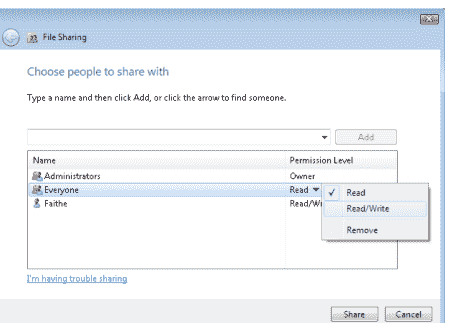 File Sharing
Choose people to share with
Type a name and then click Add, or click the arrow to find someone.
Add
Name Permission Level
Administrators Owner
Everyone Read
Read
Faithe Read/W
Read/Write
Remove
I'm having trouble sharing
Share Cancel